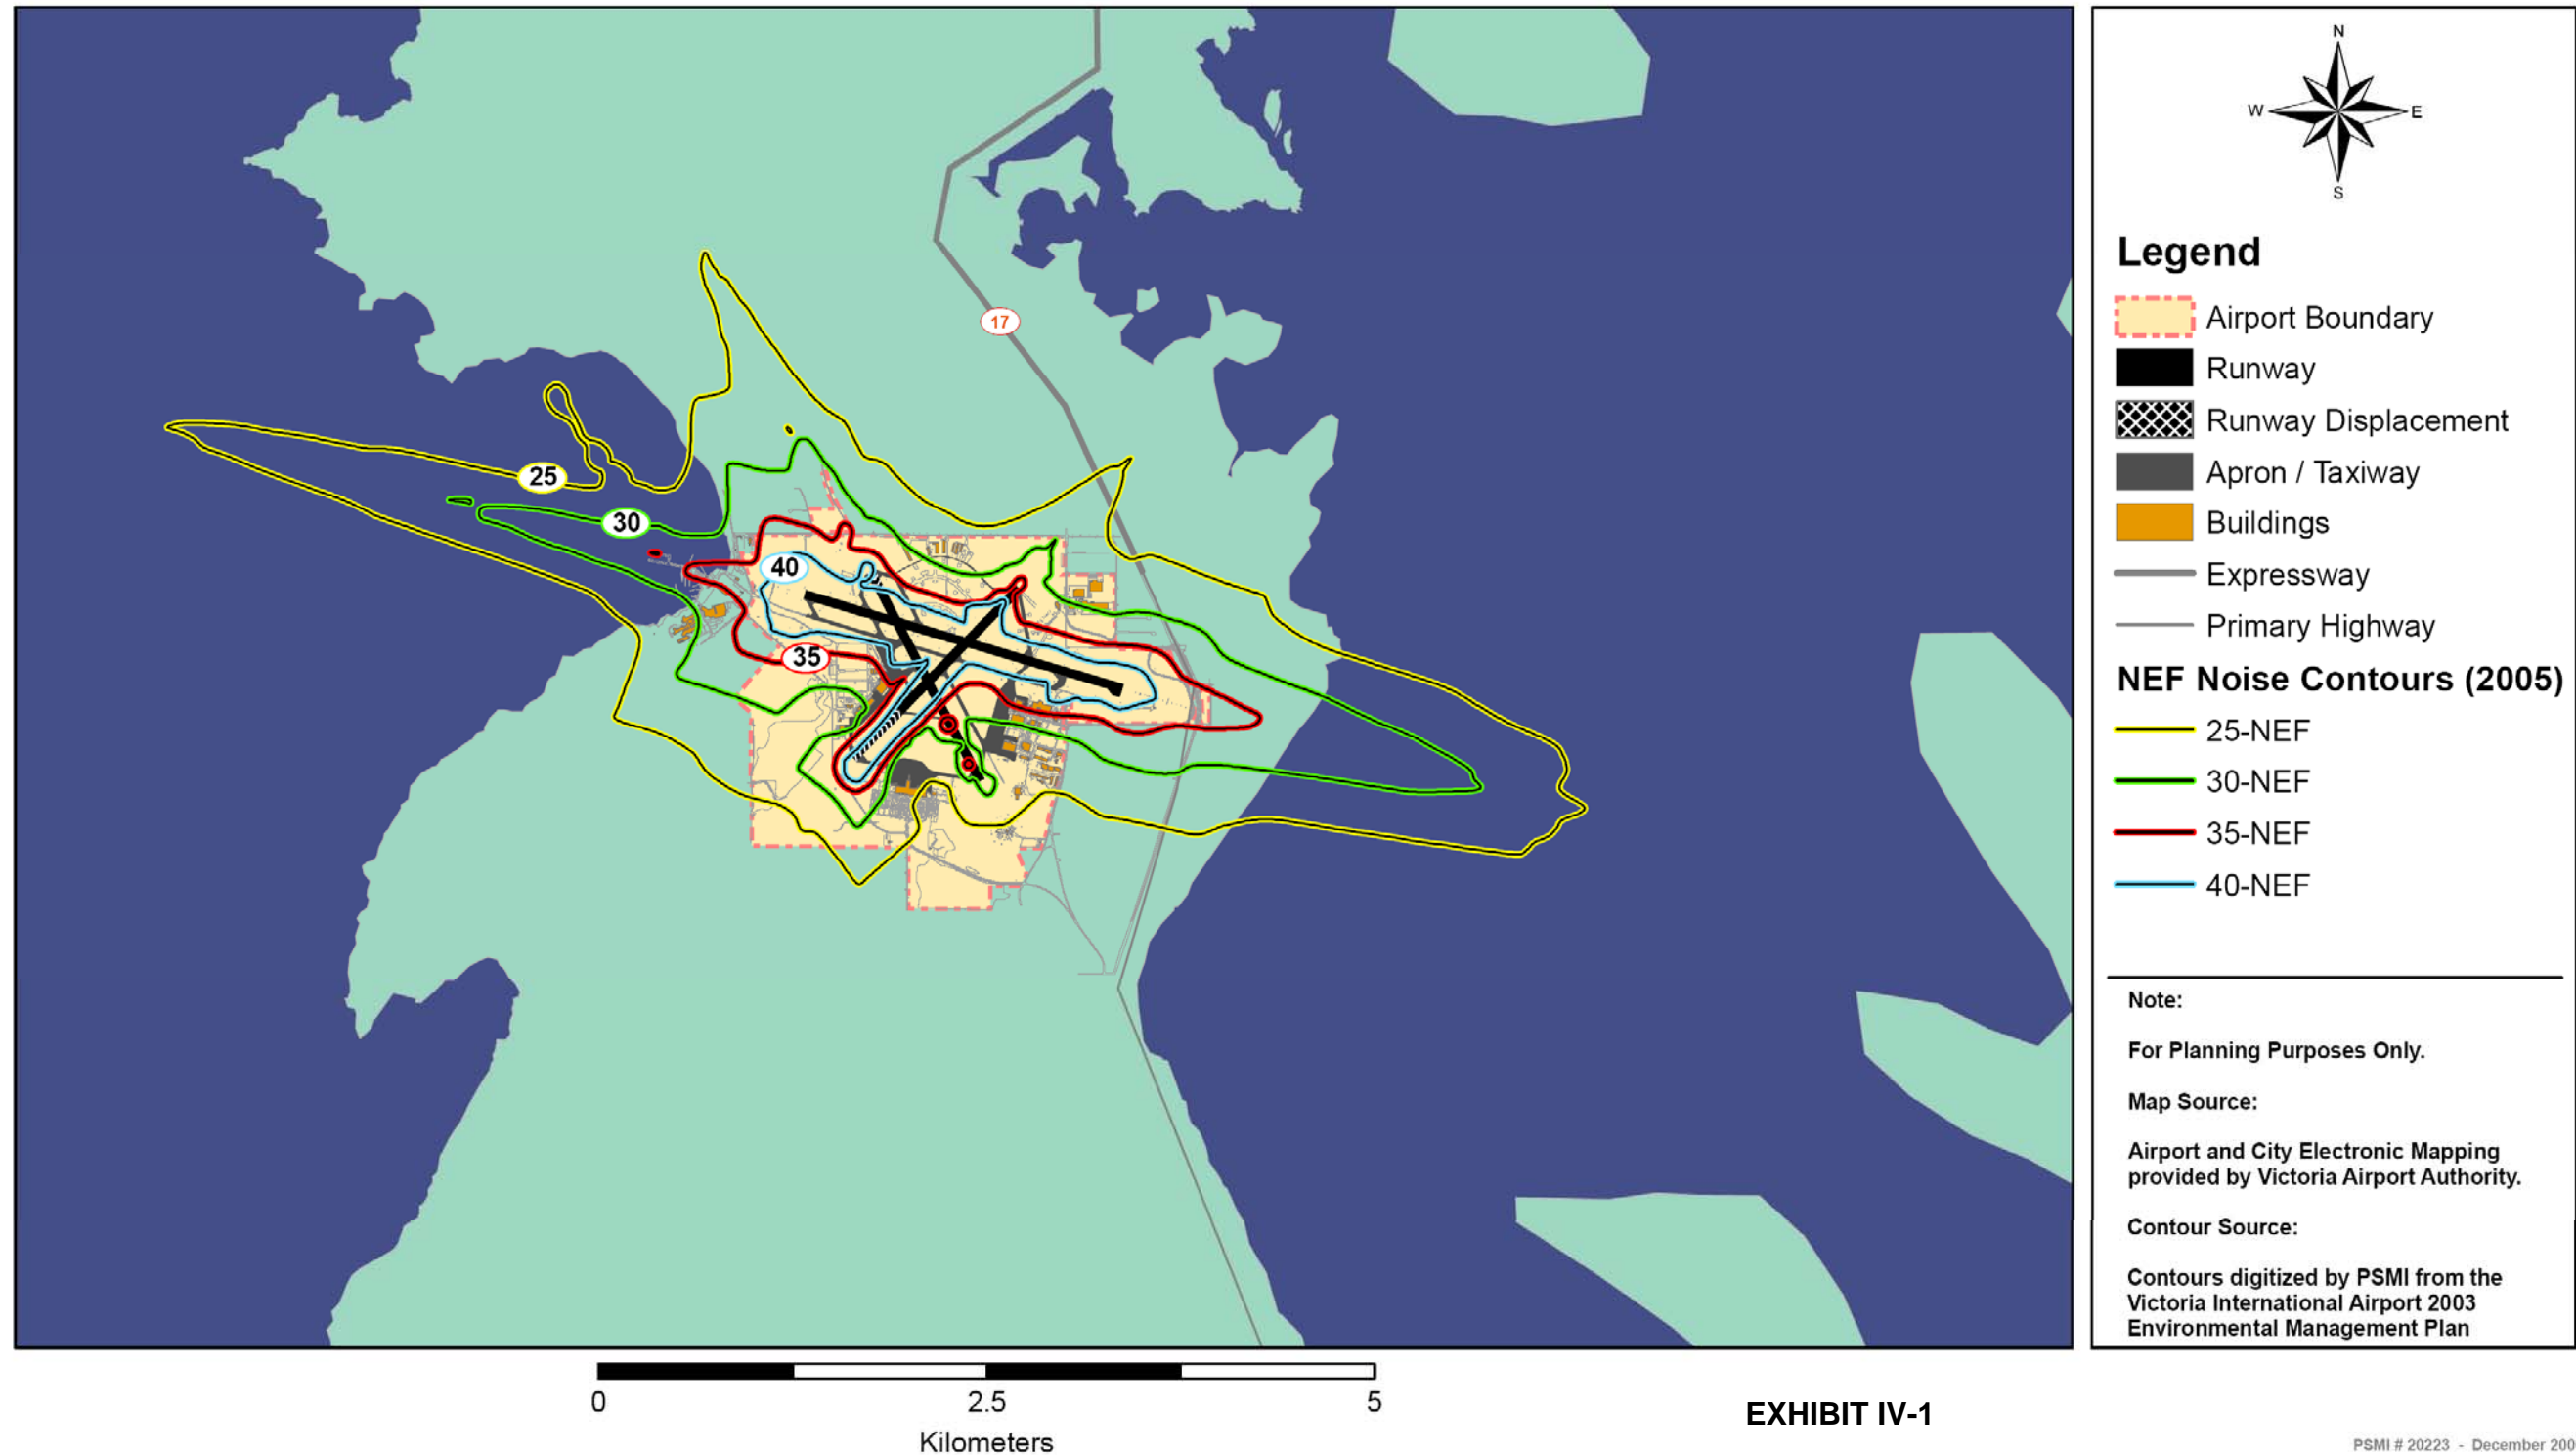 N
W
E
S
Legend
Airport Boundary
Runway
Runway Displacement
Apron / Taxiway
Buildings
Expressway
Primary Highway
NEF Noise Contours (2005)
25-NEF
30-NEF
35-NEF
40-NEF
Note:
For Planning Purposes Only.
Map Source:
Airport and City Electronic Mapping
provided by Victoria Airport Authority.
Contour Source:
Contours digitized by PSMI from the
Victoria International Airport 2003
Environmental Management Plan
17
25
30
40
35
0
2.5
5
Kilometers
EXHIBIT IV-1
PSMI # 20223 - December 200